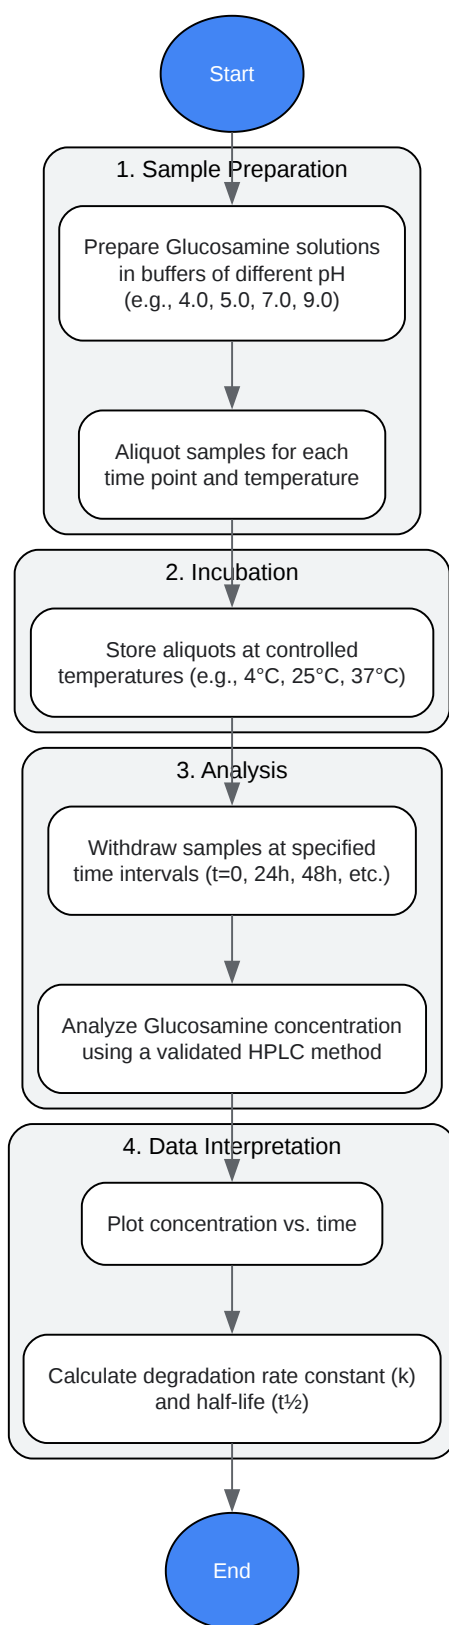 Start
1. Sample Preparation
Prepare Glucosamine solutions
in buffers of different pH
(e.g., 4.0, 5.0, 7.0, 9.0)
Aliquot samples for each
time point and temperature
2. Incubation
Store aliquots at controlled
temperatures (e.g., 4°C, 25°C, 37°C)
3. Analysis
Withdraw samples at specified
time intervals (t=0, 24h, 48h, etc.)
Analyze Glucosamine concentration
using a validated HPLC method
4. Data Interpretation
Plot concentration vs. time
Calculate degradation rate constant (k)
and half-life (t½)
End